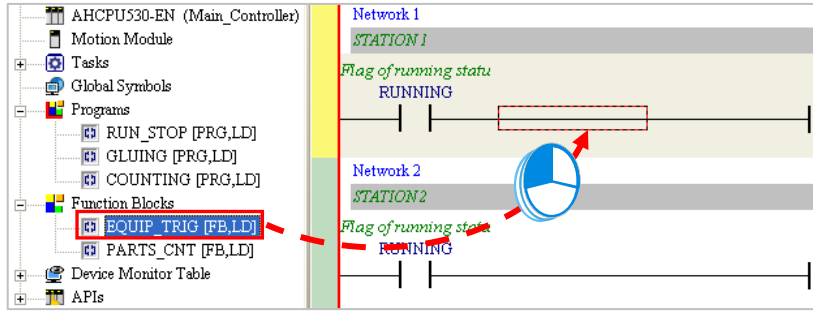 AHCPU530-EN (Main_Controller)
Motion Module
Tasks
Global Symbols
Programs
RUN_STOP [PRG,LD]
GLUING [PRG,LD]
COUNTING [PRG,LD]
Function Blocks
EQUIP_TRIG [FB,LD]
PARTS_CNT [FB,LD]
Device Monitor Table
APIs
Network 1
STATION 1
Flag of running statu
RUNNING
Network 2
STATION2
Flag of running statu
RUNNING